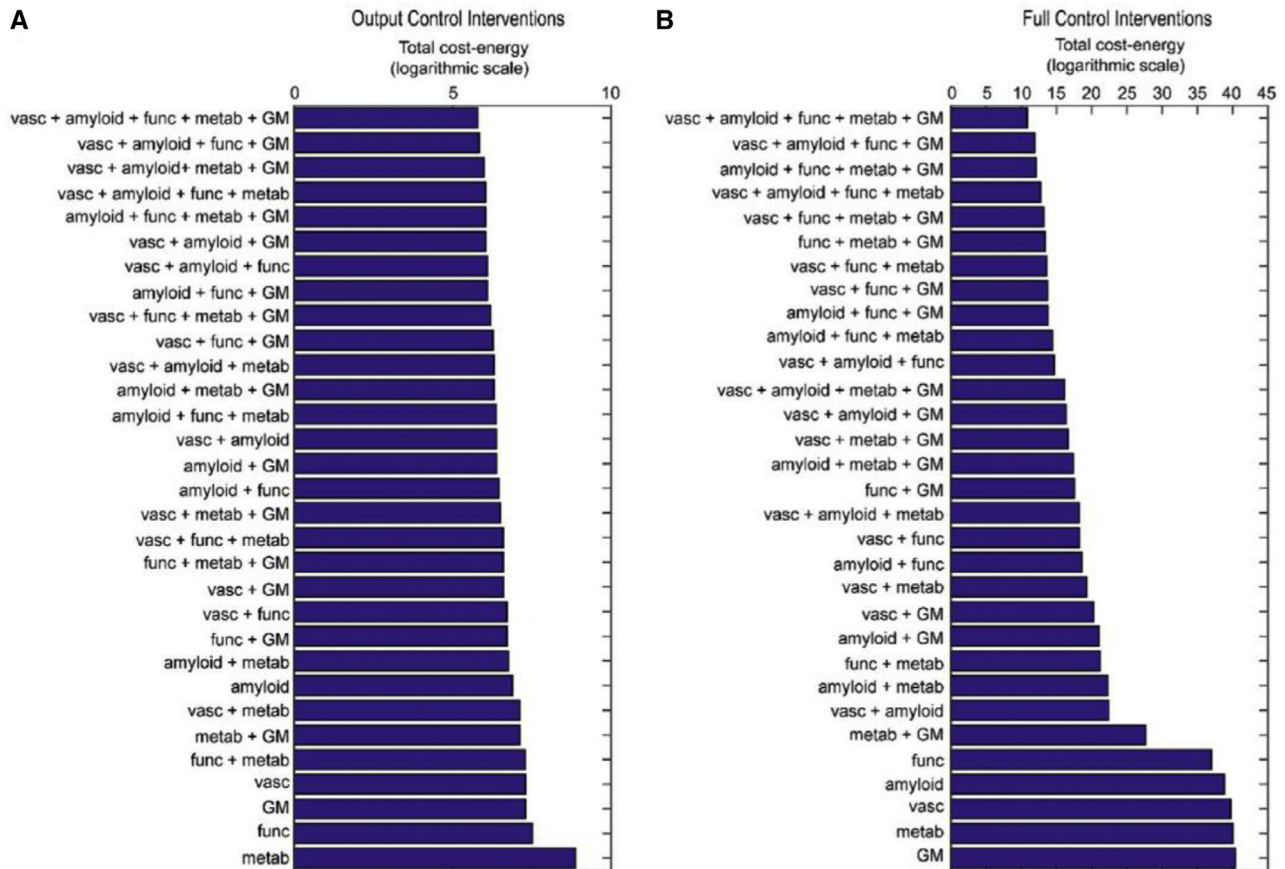 A
Output Control Interventions
Total cost-energy
(logarithmic scale)
0 5 10
vasc + amyloid + func + metab + GM
vasc + amyloid + func + GM
vasc + amyloid+ metab + GM
vasc + amyloid + func + metab
amyloid + func + metab + GM
vasc + amyloid + GM
vasc + amyloid + func
amyloid + func + GM
vasc + func + metab + GM
vasc + func + GM
vasc + amyloid + metab
amyloid + metab + GM
amyloid + func + metab
vasc + amyloid
amyloid + GM
amyloid + func
vasc + metab + GM
vasc + func + metab
func + metab + GM
vasc + GM
vasc + func
func + GM
amyloid + metab
amyloid
vasc + metab
metab + GM
func + metab
vasc
GM
func
metab
B
Full Control Interventions
Total cost-energy
(logarithmic scale)
0 5 10 15 20 25 30 35 40 45
vasc + amyloid + func + metab + GM
vasc + amyloid + func + GM
amyloid + func + metab + GM
vasc + amyloid + func + metab
vasc + func + metab + GM
func + metab + GM
vasc + func + metab
vasc + func + GM
amyloid + func + GM
amyloid + func + metab
vasc + amyloid + func
vasc + amyloid + metab + GM
vasc + amyloid + GM
vasc + metab + GM
amyloid + metab + GM
func + GM
vasc + amyloid + metab
vasc + func
amyloid + func
vasc + metab
vasc + GM
amyloid + GM
func + metab
amyloid + metab
vasc + amyloid
metab + GM
func
amyloid
vasc
metab
GM